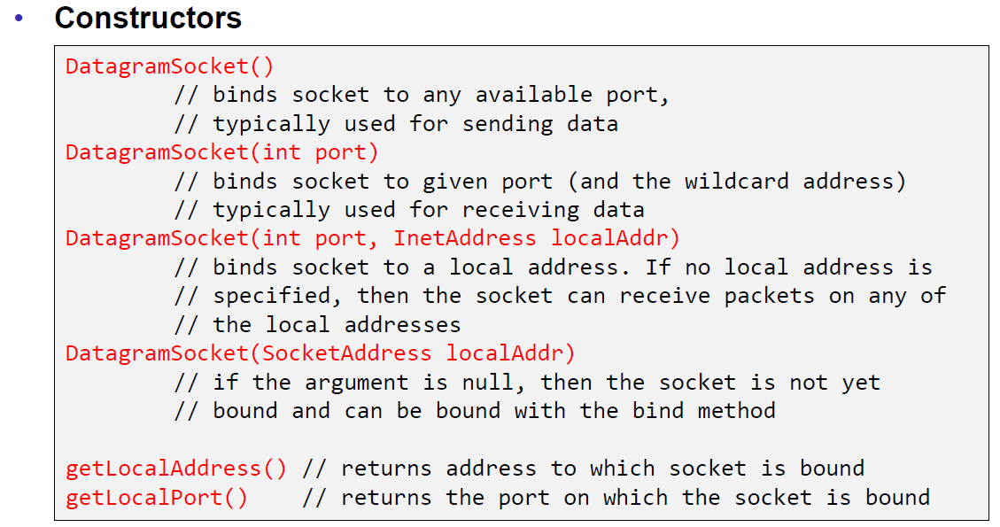 • Constructors
DatagramSocket()
// binds socket to any available port,
// typically used for sending data
DatagramSocket(int port)
// binds socket to given port (and the wildcard address)
// typically used for receiving data
DatagramSocket(int port, InetAddress localAddr)
// binds socket to a local address. If no local address is
// specified, then the socket can receive packets on any of
// the local addresses
DatagramSocket(SocketAddress localAddr)
// if the argument is null, then the socket is not yet
// bound and can be bound with the bind method
getLocalAddress() // returns address to which socket is bound
getLocalPort() // returns the port on which the socket is bound